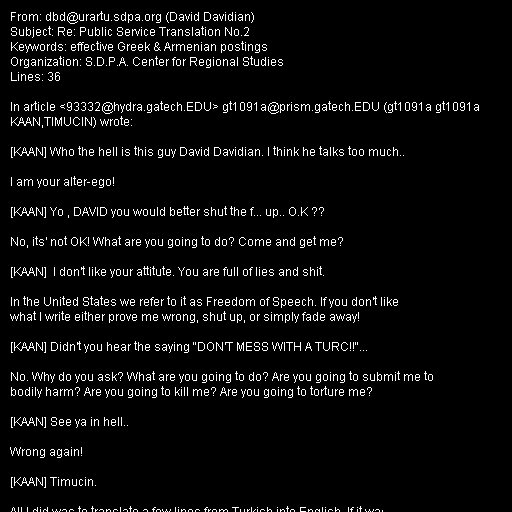 From: dbd@urartu.sdpa.org (David Davidian)
Subject: Re: Public Service Translation No.2
Keywords: effective Greek & Armenian postings
Organization: S.D.P.A. Center for Regional Studies
Lines: 36

In article <93332@hydra.gatech.EDU> gt1091a@prism.gatech.EDU (gt1091a gt1091a
KAAN,TIMUCIN) wrote:

[KAAN] Who the hell is this guy David Davidian. I think he talks too much..

I am your alter-ego!

[KAAN] Yo , DAVID you would better shut the f... up.. O.K ??

No, its' not OK! What are you going to do? Come and get me?

[KAAN]  I don't like your attitute. You are full of lies and shit.

In the United States we refer to it as Freedom of Speech. If you don't like
what I write either prove me wrong, shut up, or simply fade away!

[KAAN] Didn't you hear the saying "DON'T MESS WITH A TURC!!"...

No. Why do you ask? What are you going to do? Are you going to submit me to
bodily harm? Are you going to kill me? Are you going to torture me?

[KAAN] See ya in hell..

Wrong again!

[KAAN] Timucin.

All I did was to translate a few lines from Turkish into English. If it was